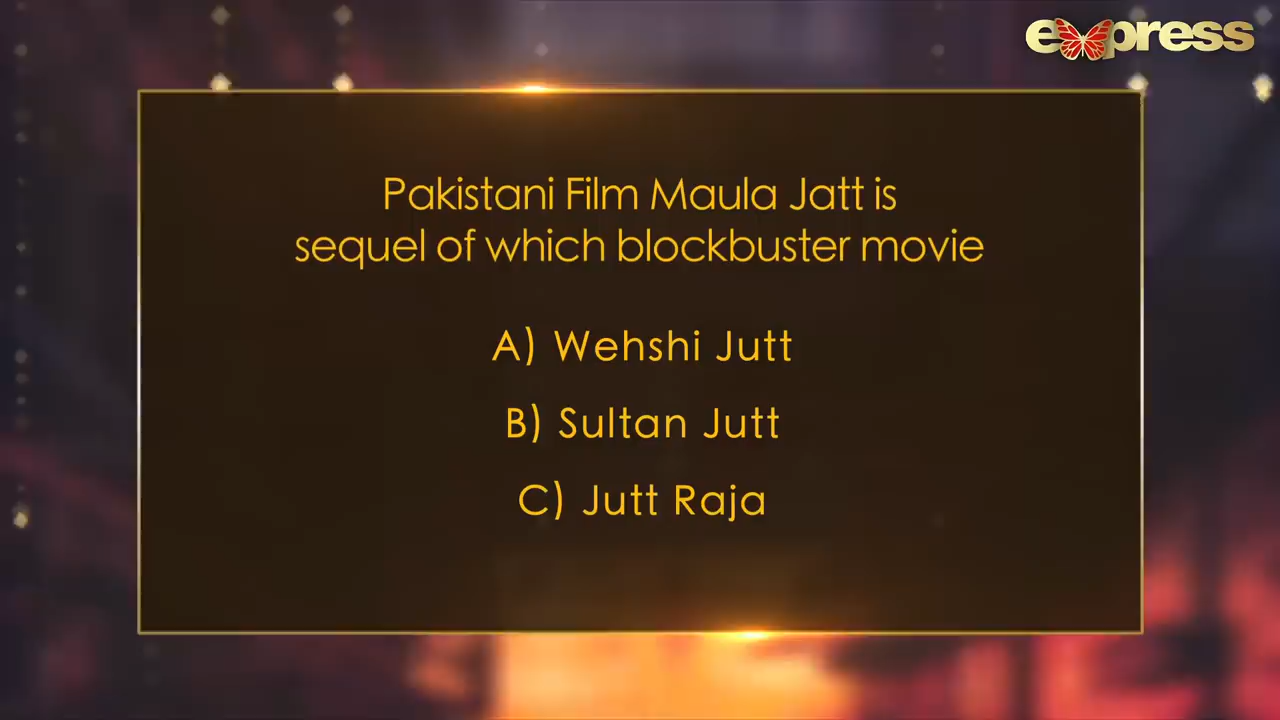 express
Pakistani Film Maula Jatt is
sequel of which blockbuster movie
A) Wehshi Jutt
B) Sultan Jutt
C) Jutt Raja